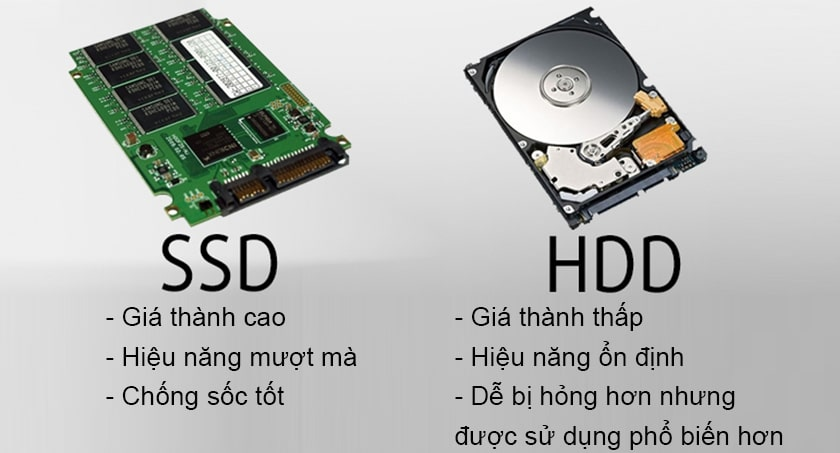 SSD
- Giá thành cao
- Hiệu năng mượt mà
- Chống sốc tốt
HDD
- Giá thành thấp
- Hiệu năng ổn định
- Dễ bị hỏng hơn nhưng
được sử dụng phổ biến hơn